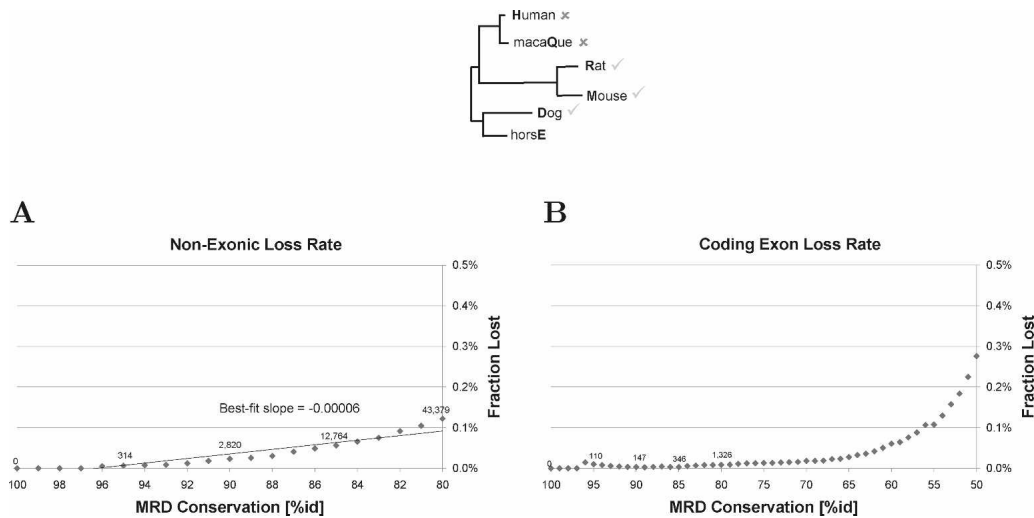 Human ✘
macaQue ✘
Rat ✓
Mouse ✓
Dog ✓
horsE
A
Non-Exonic Loss Rate
0.5%
0.4%
0.3%
0.2%
0.1%
0.0%
Fraction Lost
Best-fit slope = -0.00006
0
314
2,820
12,764
43,379
100 98 96 94 92 90 88 86 84 82 80
MRD Conservation [%id]
B
Coding Exon Loss Rate
0.5%
0.4%
0.3%
0.2%
0.1%
0.0%
Fraction Lost
0
110
147
346
1,326
100 95 90 85 80 75 70 65 60 55 50
MRD Conservation [%id]